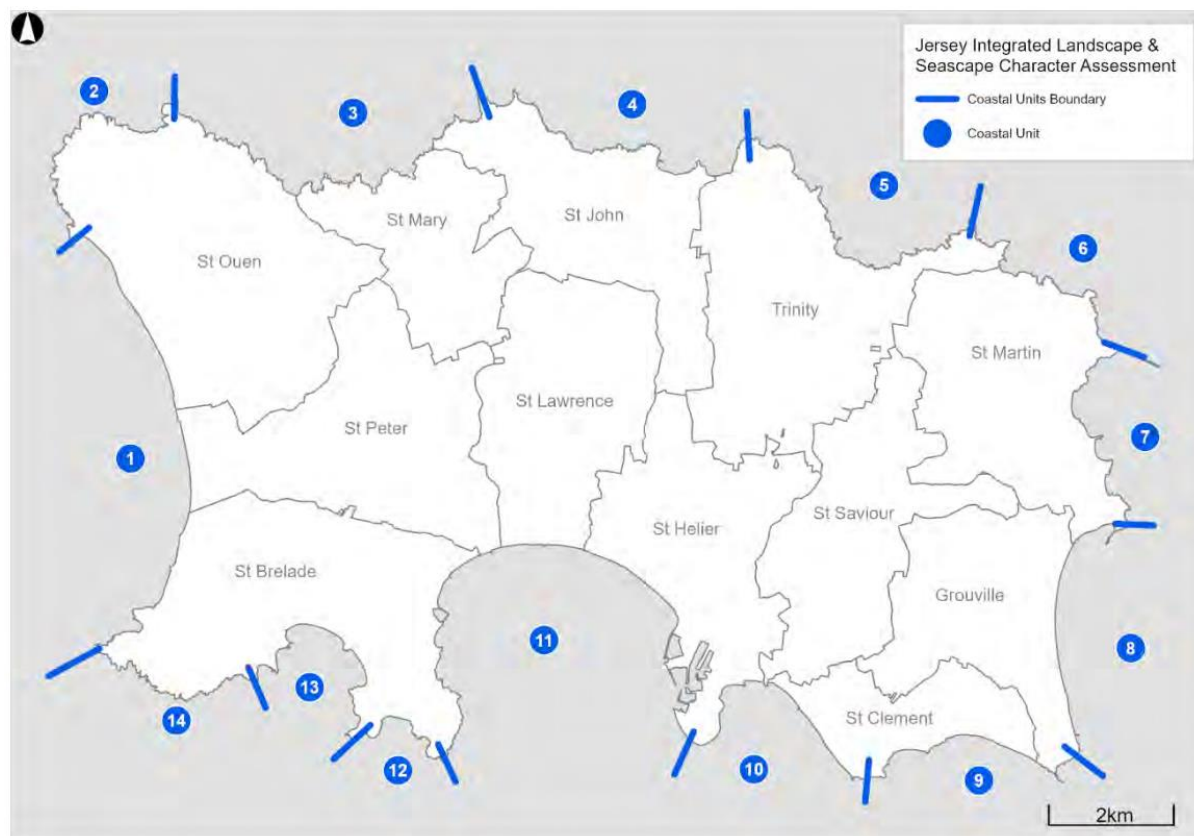 Jersey Integrated Landscape &
Seascape Character Assessment
Coastal Units Boundary
Coastal Unit
2
3
4
5
6
St Mary
St John
St Ouen
Trinity
St Martin
St Lawrence
St Peter
7
1
St Helier
St Saviour
St Brelade
Grouville
11
8
13
14
St Clement
12
10
9
2km